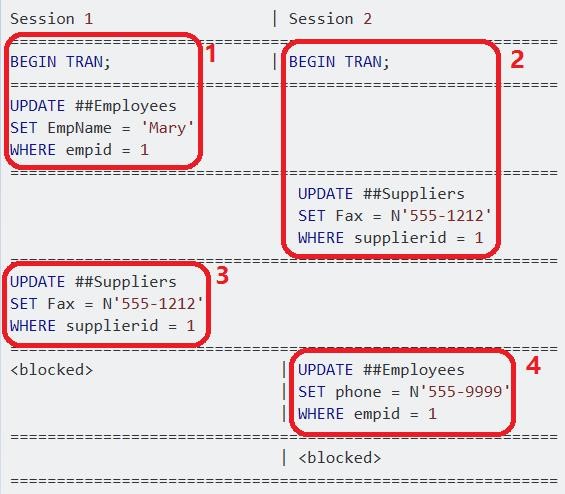 Session 1 | Session 2
===========================================================
BEGIN TRAN; | BEGIN TRAN;
1
2
===========================================================
UPDATE ##Employees
SET EmpName = 'Mary'
WHERE empid = 1
===========================================================
UPDATE ##Suppliers
SET Fax = N'555-1212'
WHERE supplierid = 1
===========================================================
UPDATE ##Suppliers
3
SET Fax = N'555-1212'
WHERE supplierid = 1
===========================================================
<blocked> | UPDATE ##Employees
4
| SET phone = N'555-9999'
| WHERE empid = 1
===========================================================
| <blocked>
===========================================================